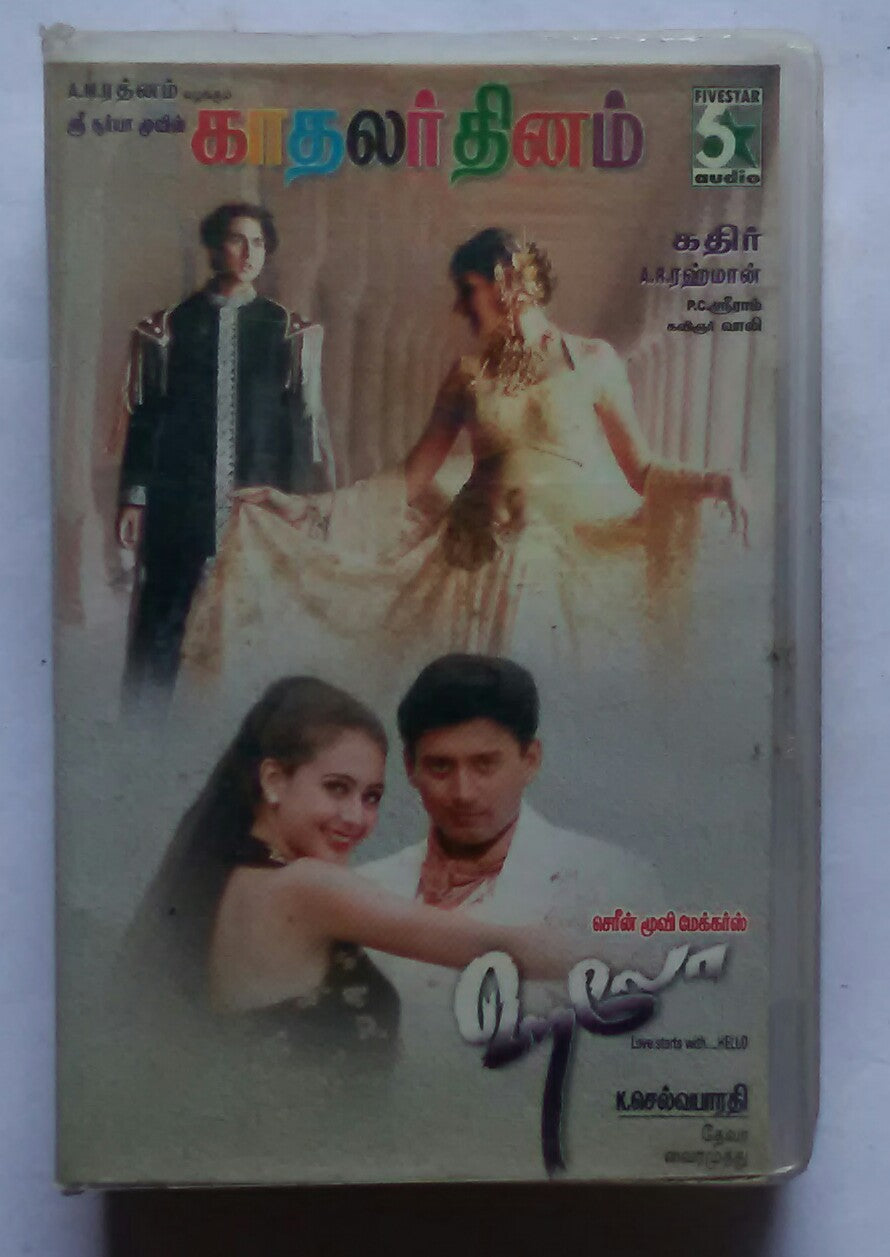 A.M.ரத்னம் வழங்கும்
ஸ்ரீ சூர்யா மூவிஸ்
காதலர் தினம்
FIVESTAR
5
audio
கதிர்
A.R.ரஹ்மான்
P.C.ஸ்ரீராம்
கவிஞர் வாலி
செரீன் மூவி மேக்கர்ஸ்
ஹலோ
Love starts with....HELLO
K.செல்வபாரதி
தேவா
வைரமுத்து